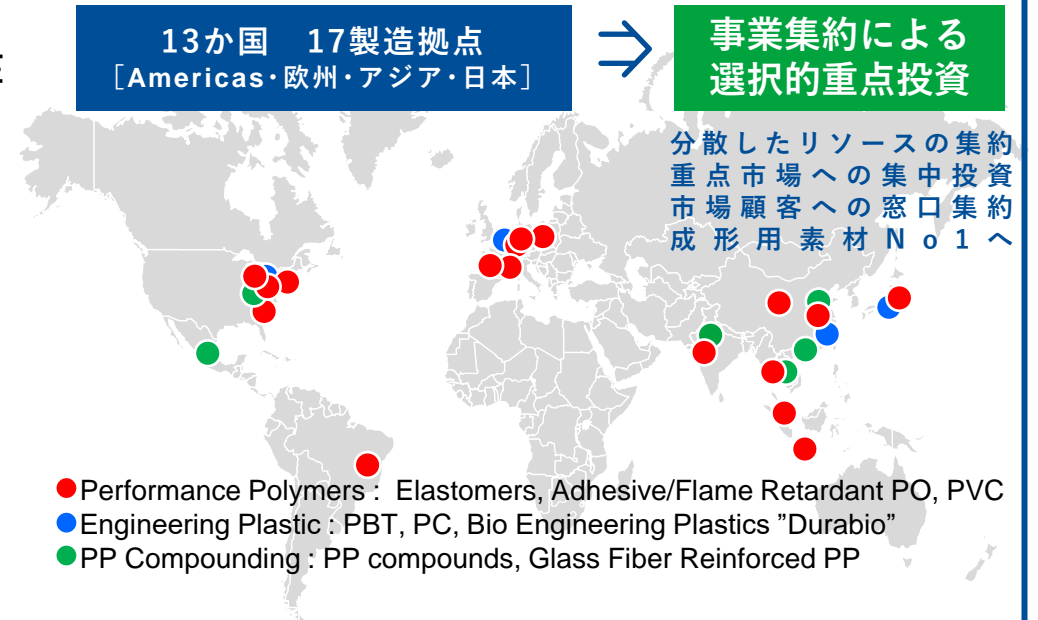 13か国　17製造拠点
［Americas･欧州･アジア･日本］
事業集約による
選択的重点投資
分散したリソースの集約
重点市場への集中投資
市場顧客への窓口集約
成形用素材No1へ
Performance Polymers :  Elastomers, Adhesive/Flame Retardant PO, PVC
Engineering Plastic : PBT, PC, Bio Engineering Plastics ”Durabio”
PP Compounding : PP compounds, Glass Fiber Reinforced PP